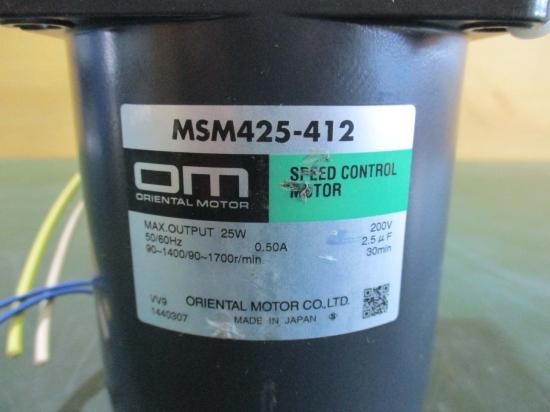 MSM425-412
OM
ORIENTAL MOTOR
SPEED CONTROL
MOTOR
MAX.OUTPUT 25W 200V
50/60Hz 0.50A 2.5μF
90~1400/90~1700r/min 30min
VV9 ORIENTAL MOTOR CO.,LTD.
1440307 MADE IN JAPAN Ⓢ